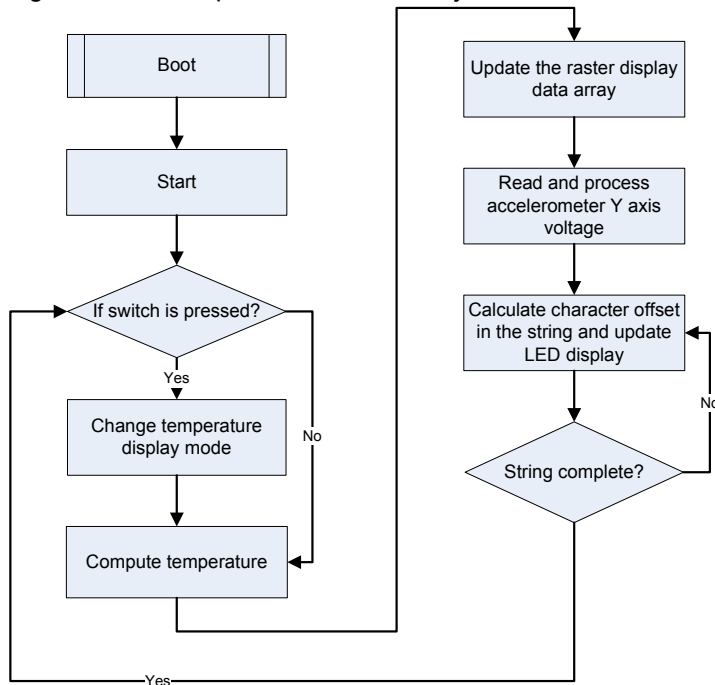 Boot
Start
If switch is pressed?
Yes
Change temperature
display mode
No
Compute temperature
Update the raster display
data array
Read and process
accelerometer Y axis
voltage
Calculate character offset
in the string and update
LED display
No
String complete?
Yes